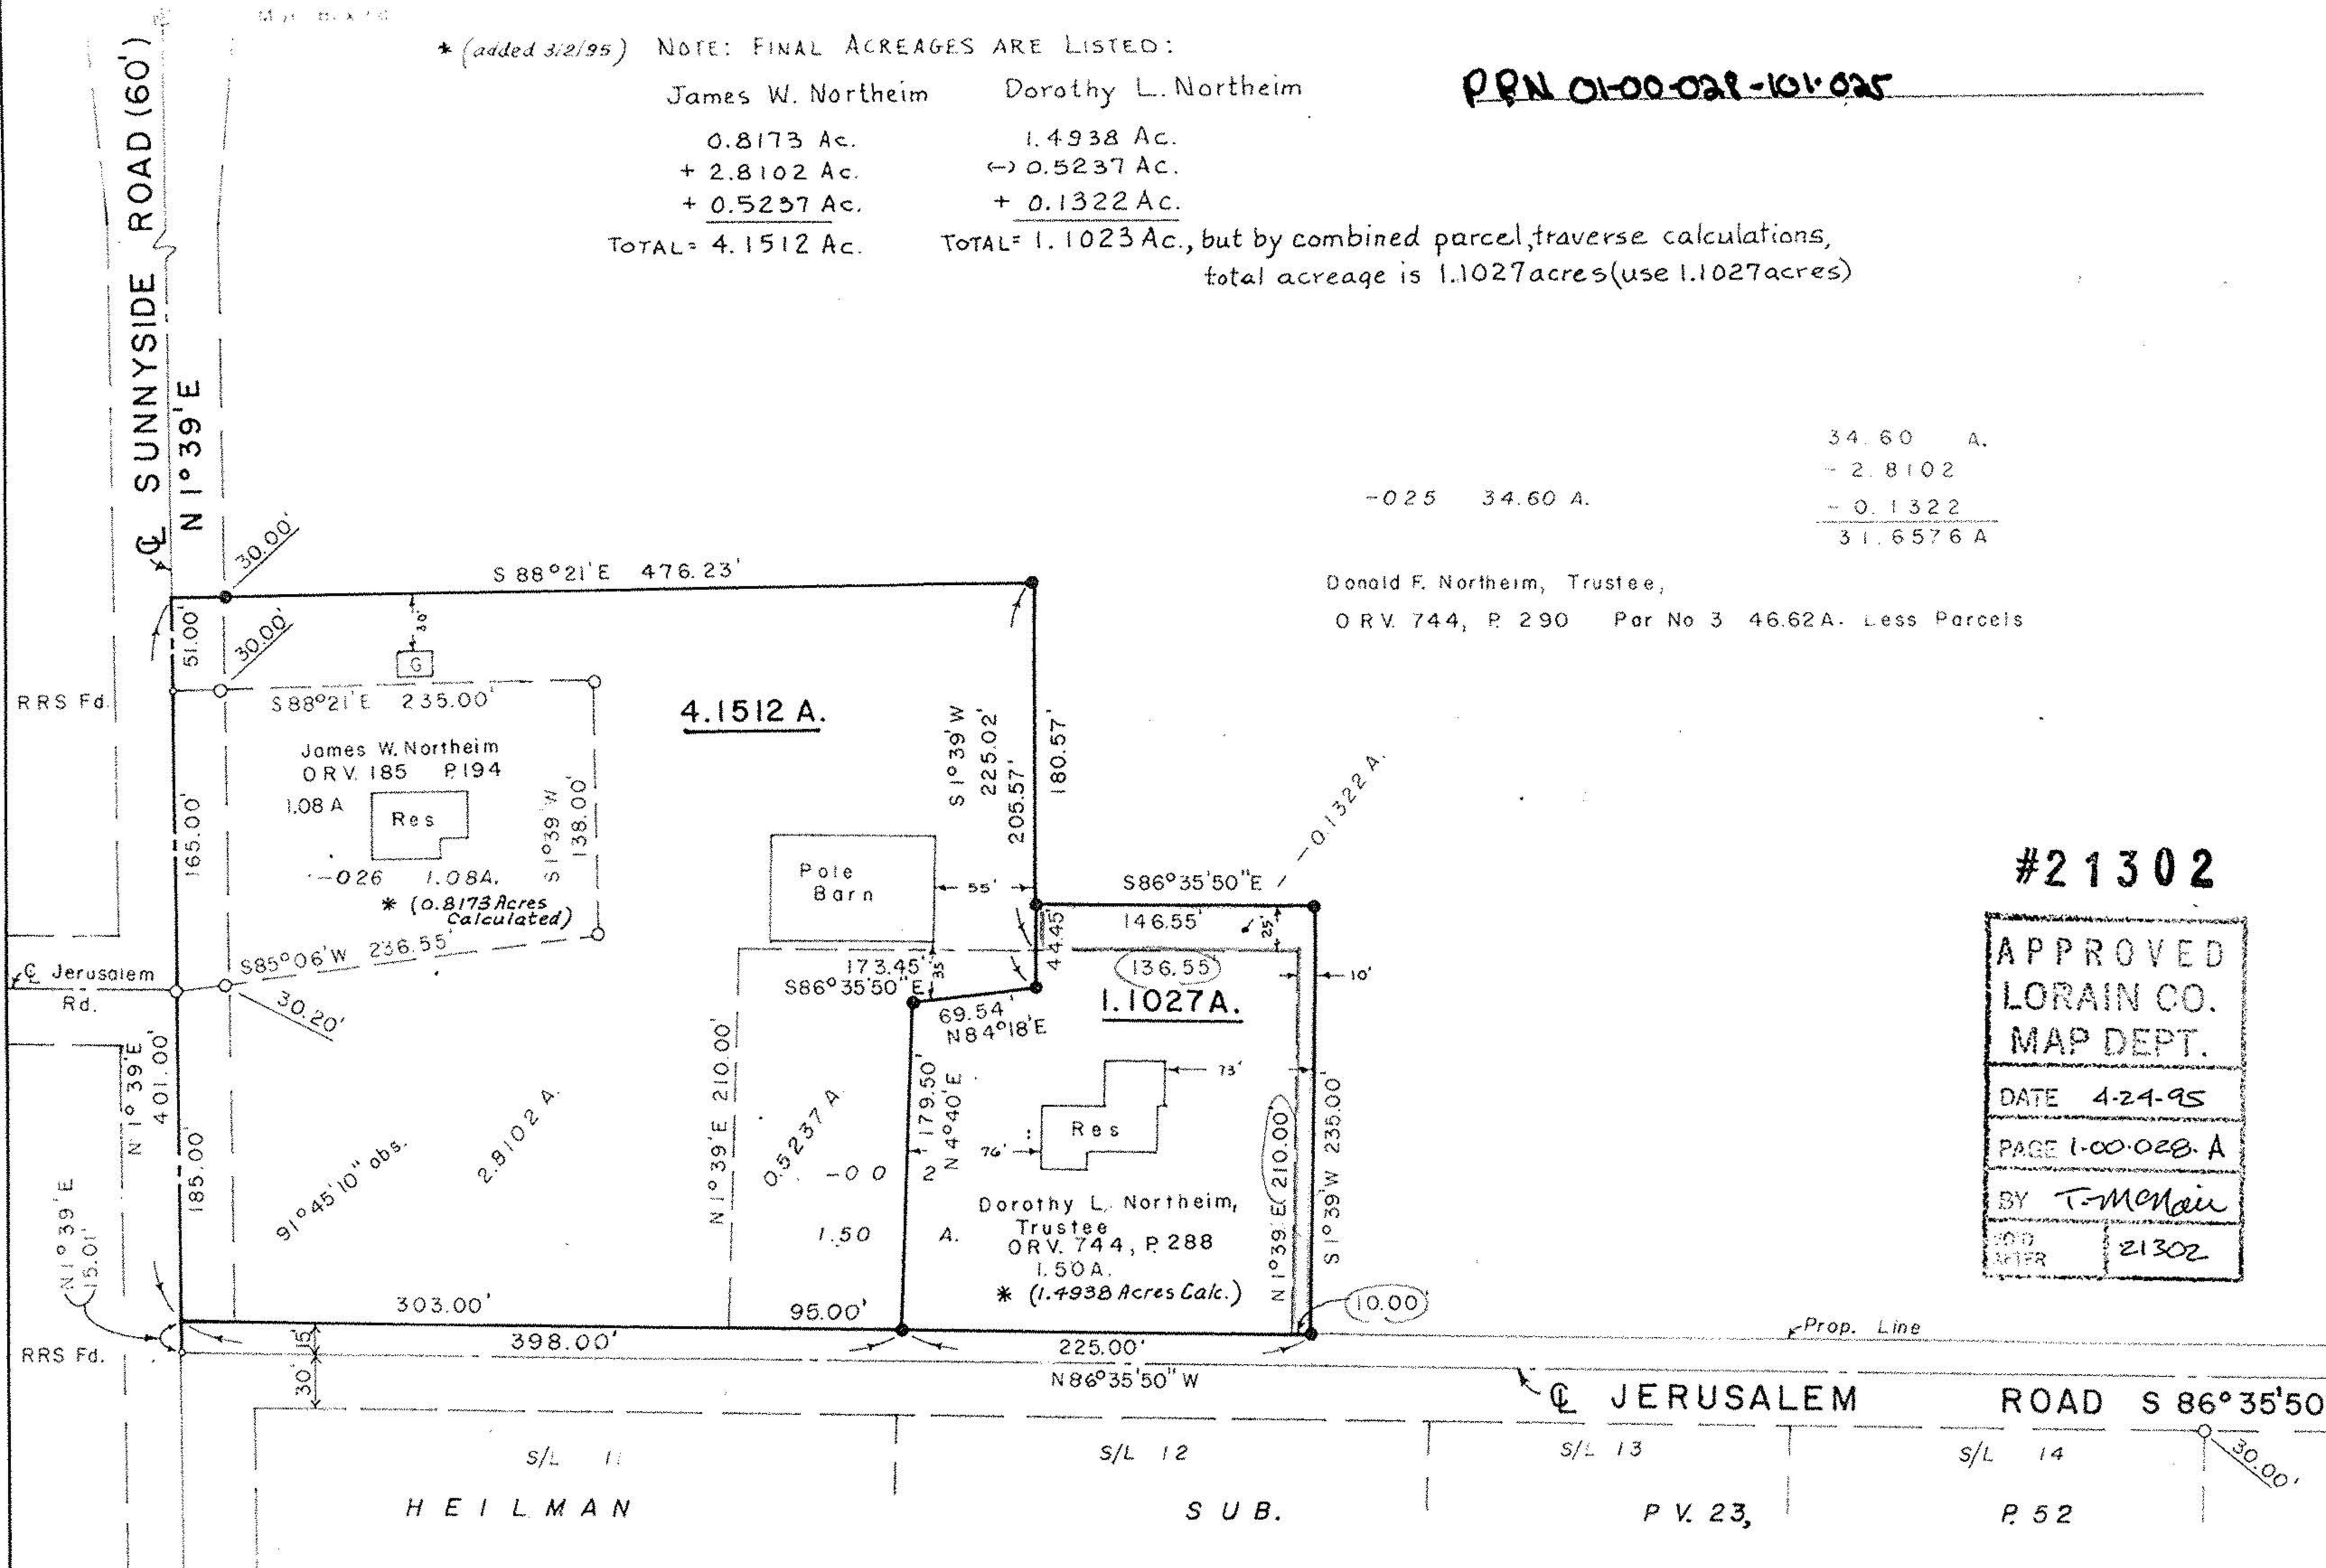 * (added 3/2/95) NOTE: FINAL ACREAGES ARE LISTED:
James W. Northeim
0.8173 Ac.
+ 2.8102 Ac.
+ 0.5237 Ac.
TOTAL= 4.1512 Ac.
Dorothy L. Northeim
1.4938 Ac.
(-) 0.5237 Ac.
+ 0.1322 Ac.
TOTAL= 1.1023 Ac., but by combined parcel, traverse calculations,
total acreage is 1.1027 acres (use 1.1027 acres)
PPN 01-00-028-101-025
℄ SUNNYSIDE ROAD (60')
N 1° 39' E
34.60 A.
- 2.8102
- 0.1322
31.6576 A
-025 34.60 A.
Donald F. Northeim, Trustee,
O R V. 744, P. 290 Par No 3 46.62 A. Less Parcels
30.00'
S 88° 21' E 476.23'
51.00'
30.00'
30'
G
RRS Fd.
S 88° 21' E 235.00'
4.1512 A.
James W. Northeim
O R V. 185 P. 194
1.08 A
Res
-026 1.08 A.
* (0.8173 Acres
Calculated)
S 1° 39' W
138.00'
165.00'
S 1° 39' W
225.02'
205.57'
180.57'
Pole
Barn
55'
-0.1322 A.
S 86° 35' 50" E
146.55'
44.45'
25'
S 85° 06' W 236.55'
℄ Jerusalem
Rd.
30.20'
173.45'
S 86° 35' 50" E
35'
136.55'
10'
1.1027 A.
69.54'
N 84° 18' E
N 1° 39' E
401.00'
185.00'
91° 45' 10" obs.
2.8102 A.
N 1° 39' E 210.00'
0.5237 A
179.50'
N 4° 40' E
73'
76'
Res
-00 2
1.50 A.
Dorothy L. Northeim,
Trustee
ORV. 744, P. 288
1.50 A.
* (1.4938 Acres Calc.)
N 1° 39' E 210.00'
S 1° 39' W 235.00'
10.00'
N 1° 39' E
15.01'
303.00'
95.00'
398.00'
225.00'
N 86° 35' 50" W
RRS Fd.
15'
30'
Prop. Line
℄ JERUSALEM ROAD S 86° 35' 50
30.00'
S/L 11
S/L 12
S/L 13
S/L 14
HEILMAN SUB. P V. 23, P. 52
#21302
APPROVED
LORAIN CO.
MAP DEPT.
DATE 4-24-95
PAGE 1-00-028-A
BY T-McNair
VOID
AFTER 21302